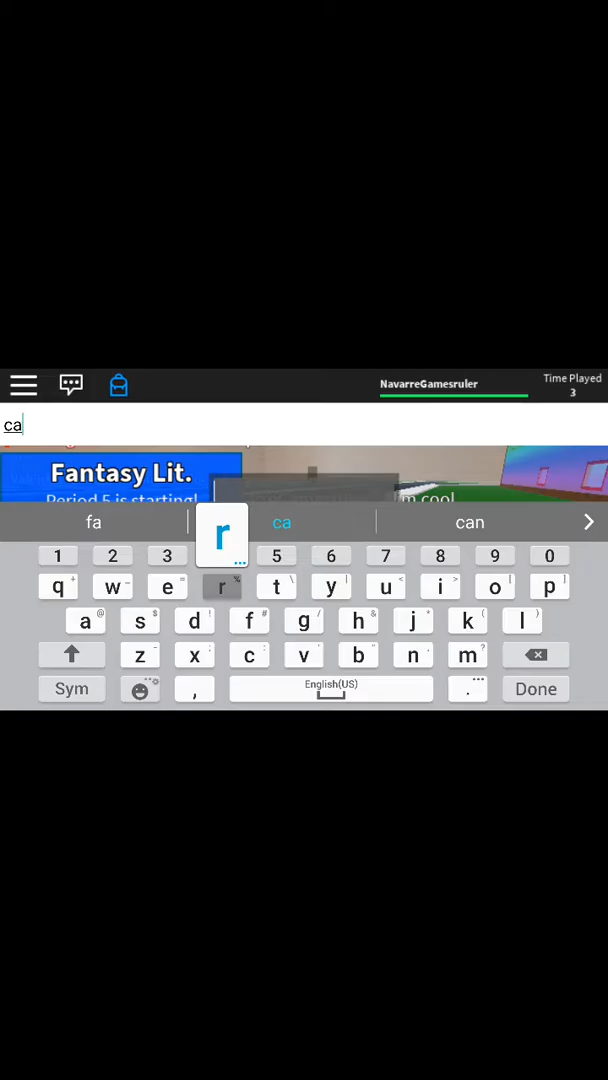 NavarreGamesruler
Time Played
3
ca
Fantasy Lit.
Period 5 is starting!
m cool
fa
r
ca
can
1 2 3 5 6 7 8 9 0
q + w e = r % t \ y | u < i > o [ p ]
a @ s $ d ! f # g / h & j * k ( l )
z x c v b n m ?
Sym , English(US) . Done